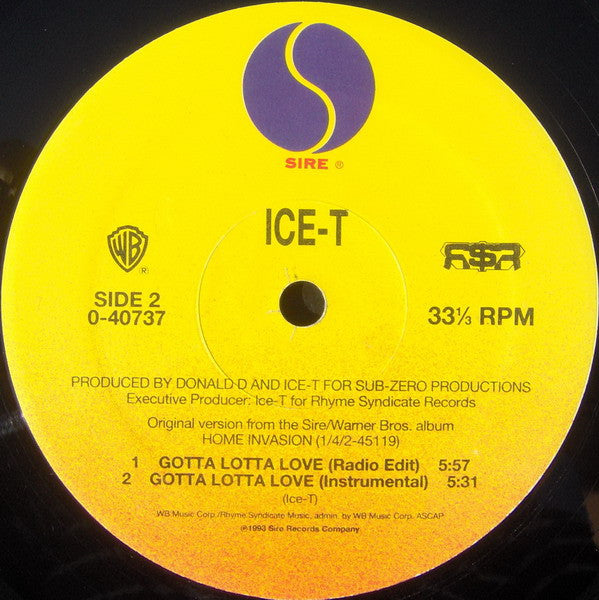 SIRE ®
ICE-T
WB
®
SIDE 2
0-40737
33⅓ RPM
PRODUCED BY DONALD D AND ICE-T FOR SUB-ZERO PRODUCTIONS
Executive Producer: Ice-T for Rhyme Syndicate Records
Original version from the Sire/Warner Bros. album
HOME INVASION (1/4/2-45119)
1 GOTTA LOTTA LOVE (Radio Edit) 5:57
2 GOTTA LOTTA LOVE (Instrumental) 5:31
(Ice-T)
WB Music Corp./Rhyme Syndicate Music, admin. by WB Music Corp. ASCAP
℗1993 Sire Records Company